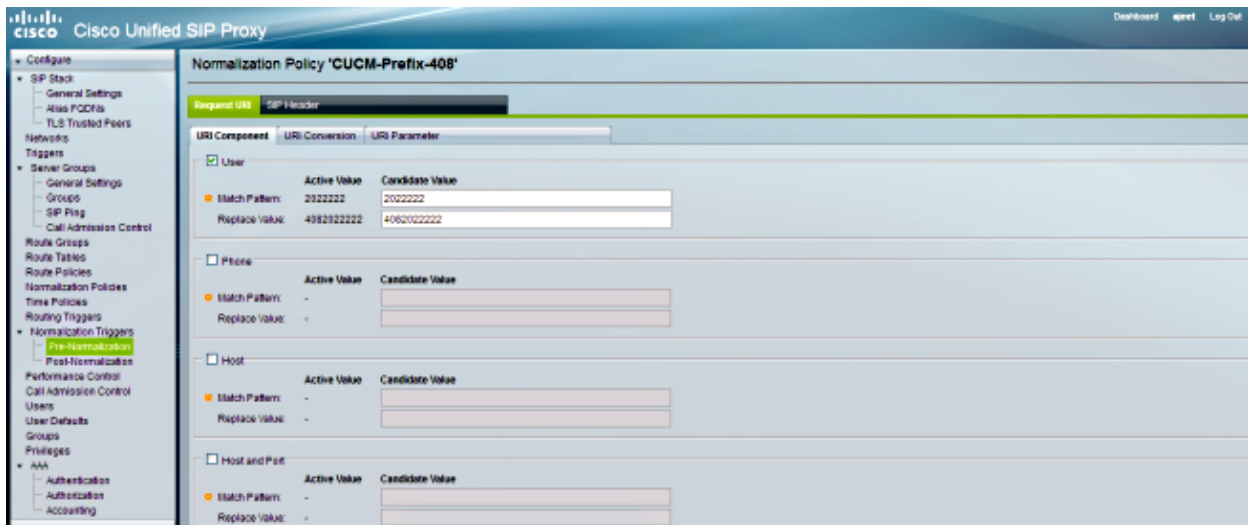 cisco Cisco Unified SIP Proxy
Dashboard ajeet Log Out
Configure
SIP Stack
General Settings
Alias FQDNs
TLS Trusted Peers
Networks
Triggers
Server Groups
General Settings
Groups
SIP Ping
Call Admission Control
Route Groups
Route Tables
Route Policies
Normalization Policies
Time Policies
Routing Triggers
Normalization Triggers
Pre-Normalization
Post-Normalization
Performance Control
Call Admission Control
Users
User Defaults
Groups
Privileges
AAA
Authentication
Authorization
Accounting
Normalization Policy 'CUCM-Prefix-408'
Request URI SIP Header
URI Component URI Conversion URI Parameter
User
Active Value Candidate Value
Match Pattern: 2022222 2022222
Replace Value: 4082022222 4082022222
Phone
Active Value Candidate Value
Match Pattern: -
Replace Value: -
Host
Active Value Candidate Value
Match Pattern: -
Replace Value: -
Host and Port
Active Value Candidate Value
Match Pattern: -
Replace Value: -